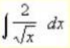 ∫ 2/√x dx